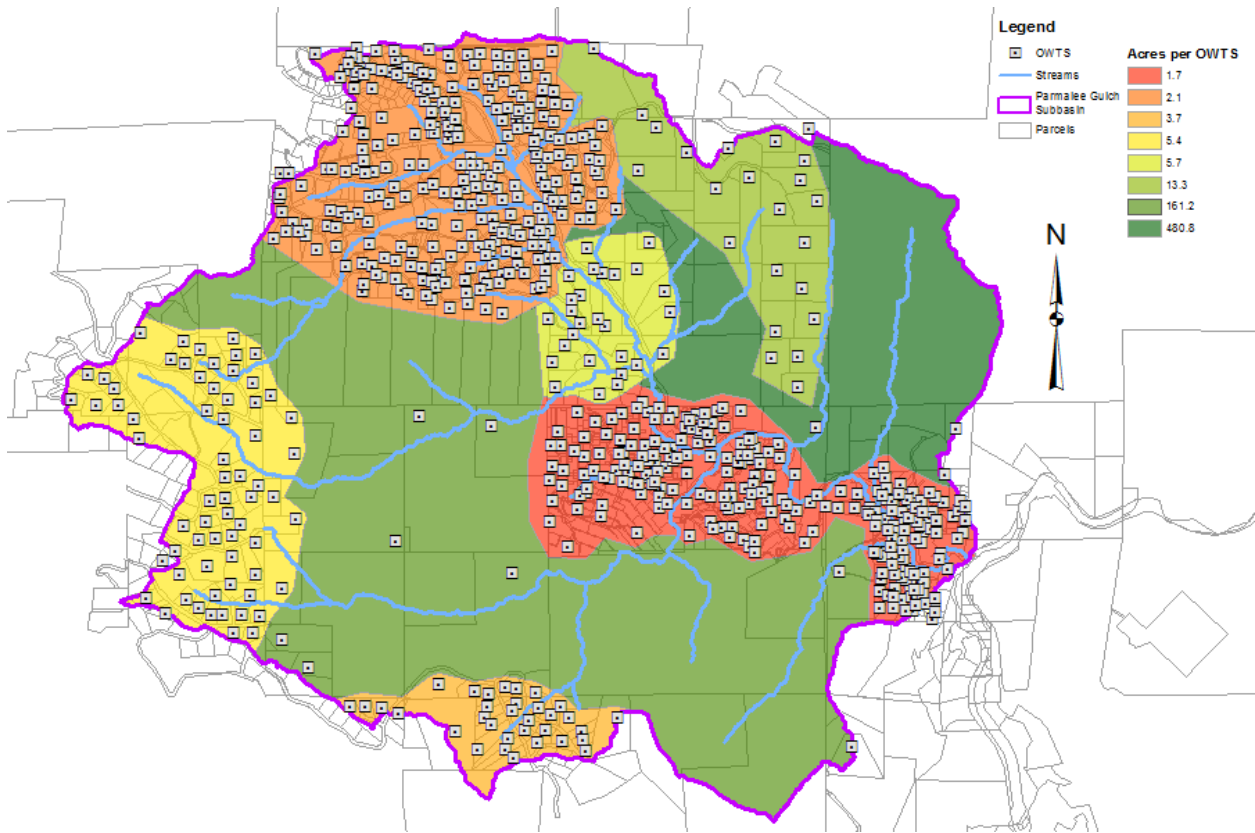 Legend
OWTS
Streams
Parmalee Gulch
Subbasin
Parcels
Acres per OWTS
1.7
2.1
3.7
5.4
5.7
13.3
161.2
480.8
N